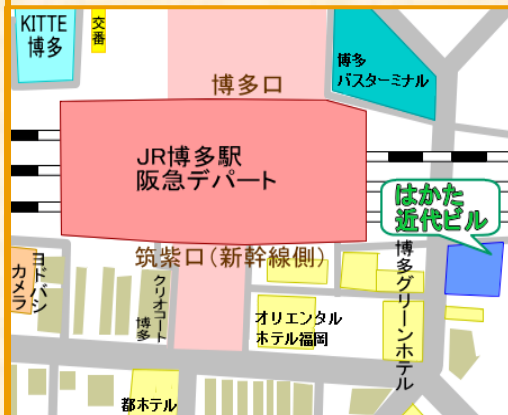 KITTE
博多
交番
博多
バスターミナル
博多口
JR博多駅
阪急デパート
はかた
近代ビル
筑紫口(新幹線側)
ヨドバシ
カメラ
クリオコート
博多
オリエンタル
ホテル福岡
博多グリーンホテル
都ホテル